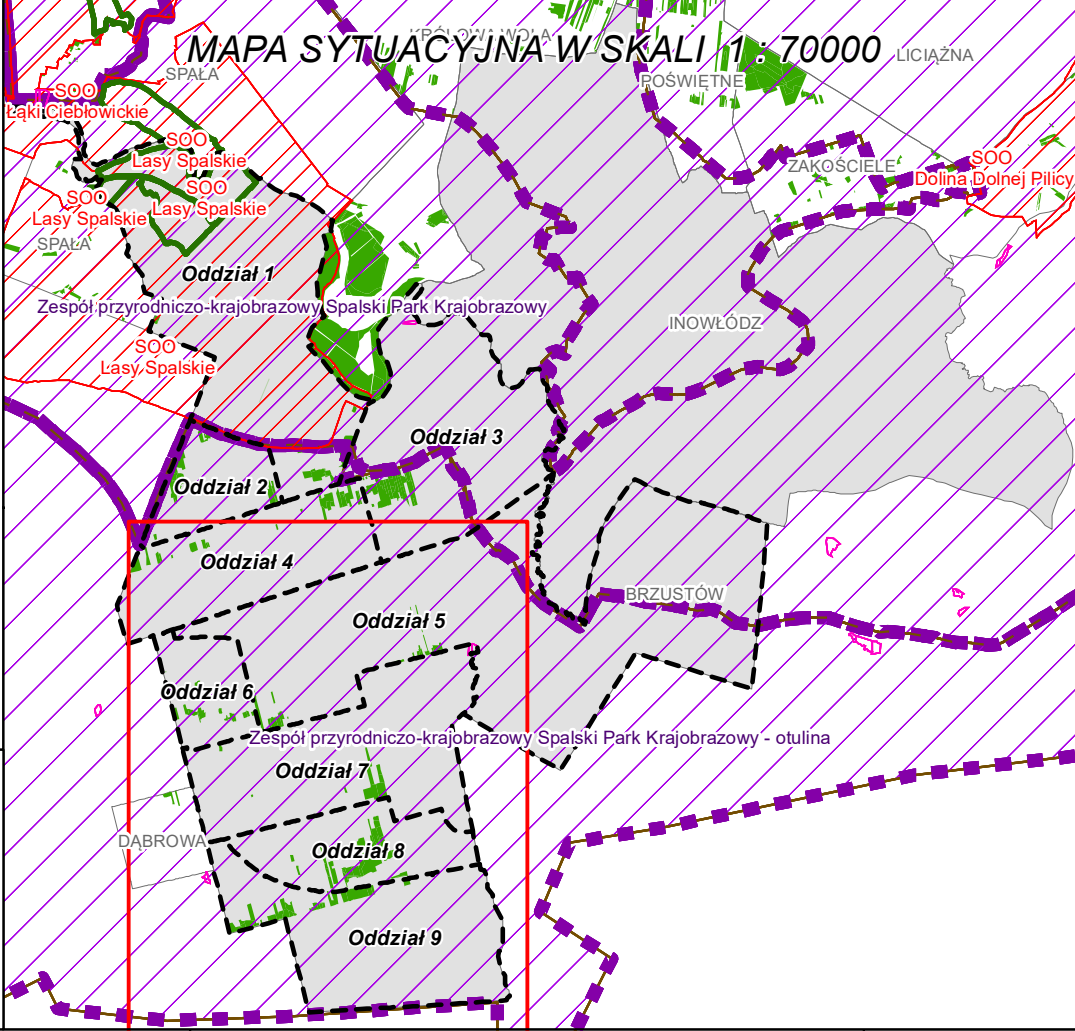 KRÓLOWA WOLA
MAPA SYTUACYJNA W SKALI 1 : 70000
LICIĄŻNA
SPAŁA
POŚWIĘTNE
SOO
Łąki Ciebłowickie
SOO
Lasy Spalskie
ZAKOŚCIELE
SOO
Dolina Dolnej Pilicy
SOO
Lasy Spalskie
SOO
Lasy Spalskie
SPAŁA
Oddział 1
Zespół przyrodniczo-krajobrazowy Spalski Park Krajobrazowy
INOWŁÓDZ
SOO
Lasy Spalskie
Oddział 3
Oddział 2
Oddział 4
BRZUSTÓW
Oddział 5
Oddział 6
Zespół przyrodniczo-krajobrazowy Spalski Park Krajobrazowy - otulina
Oddział 7
DĄBROWA
Oddział 8
Oddział 9